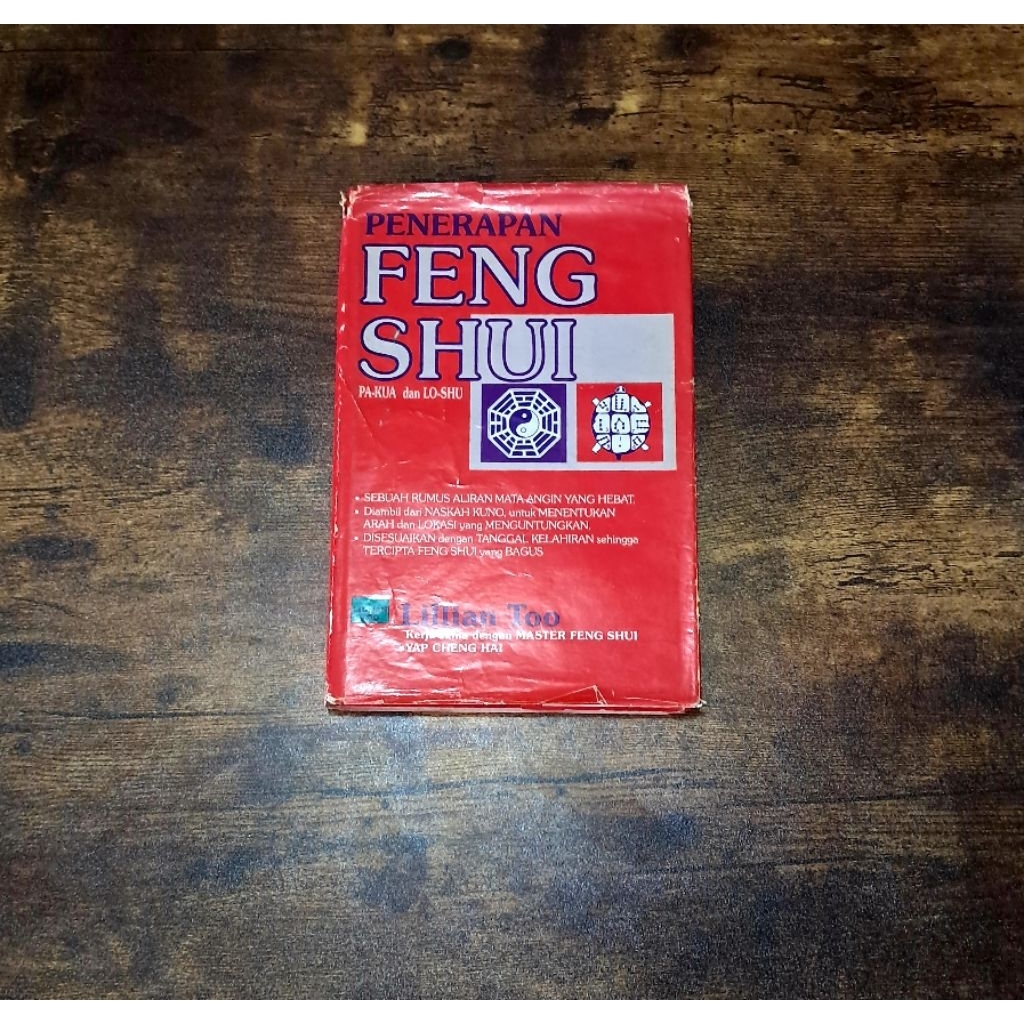 PENERAPAN
FENG
SHUI
PA-KUA dan LO-SHU
• SEBUAH RUMUS ALIRAN MATA-ANGIN YANG HEBAT.
• Diambil dari NASKAH KUNO, untuk MENENTUKAN
ARAH dan LOKASI yang MENGUNTUNGKAN.
• DISESUAIKAN dengan TANGGAL KELAHIRAN sehingga
TERCIPTA FENG SHUI yang BAGUS
Lillian Too
Kerja sama dengan MASTER FENG SHUI
YAP CHENG HAI